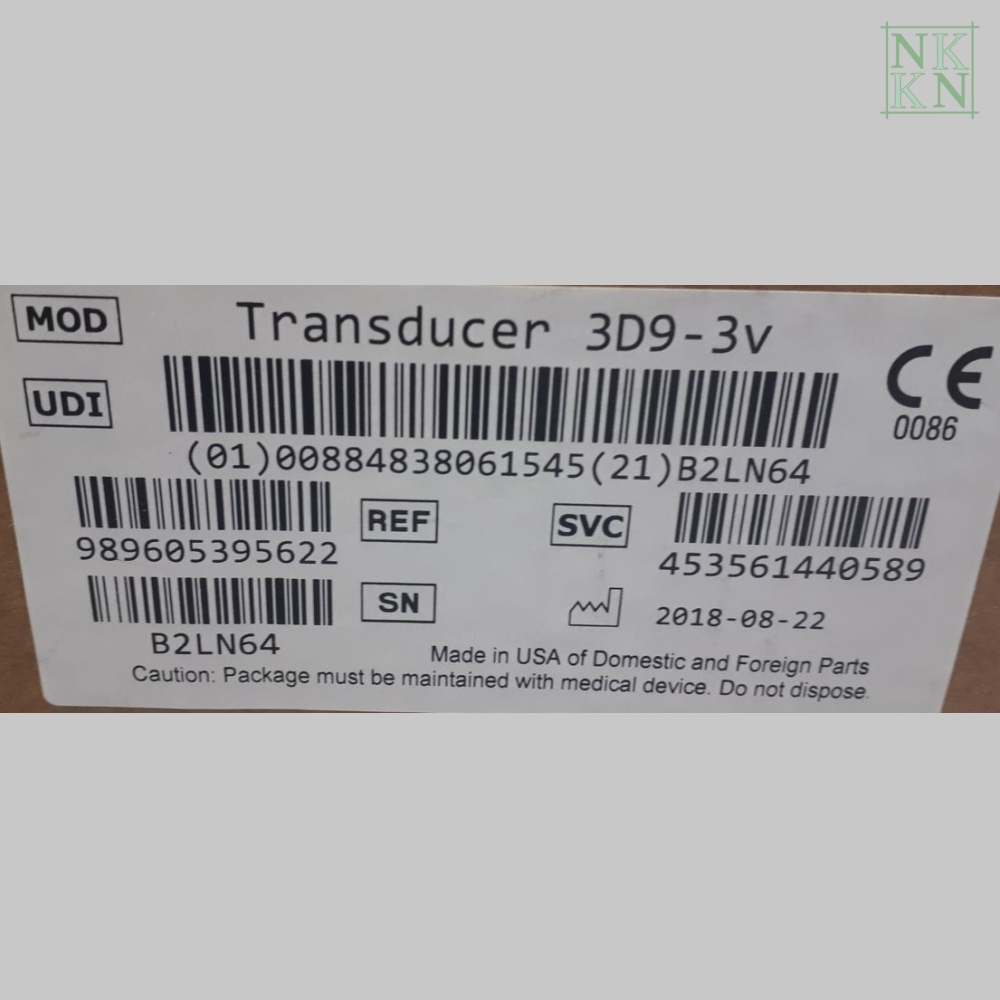 NK
KN
MOD Transducer 3D9-3v
UDI
(01)00884838061545(21)B2LN64
CE
0086
REF
989605395622
SVC
453561440589
SN
B2LN64
2018-08-22
Made in USA of Domestic and Foreign Parts
Caution: Package must be maintained with medical device. Do not dispose.